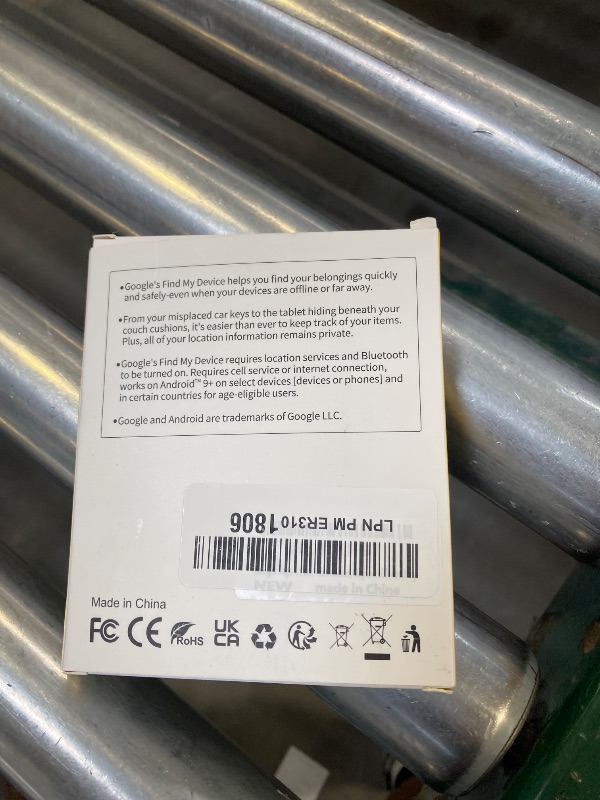 •Google's Find My Device helps you find your belongings quickly
and safely-even when your devices are offline or far away.
•From your misplaced car keys to the tablet hiding beneath your
couch cushions, it's easier than ever to keep track of your items.
Plus, all of your location information remains private.
•Google's Find My Device requires location services and Bluetooth
to be turned on. Requires cell service or internet connection,
works on Android™ 9+ on select devices [devices or phones] and
in certain countries for age-eligible users.
•Google and Android are trademarks of Google LLC.
LPN PM ER3101806
NEW made in China
Made in China
FC CE RoHS UK CA